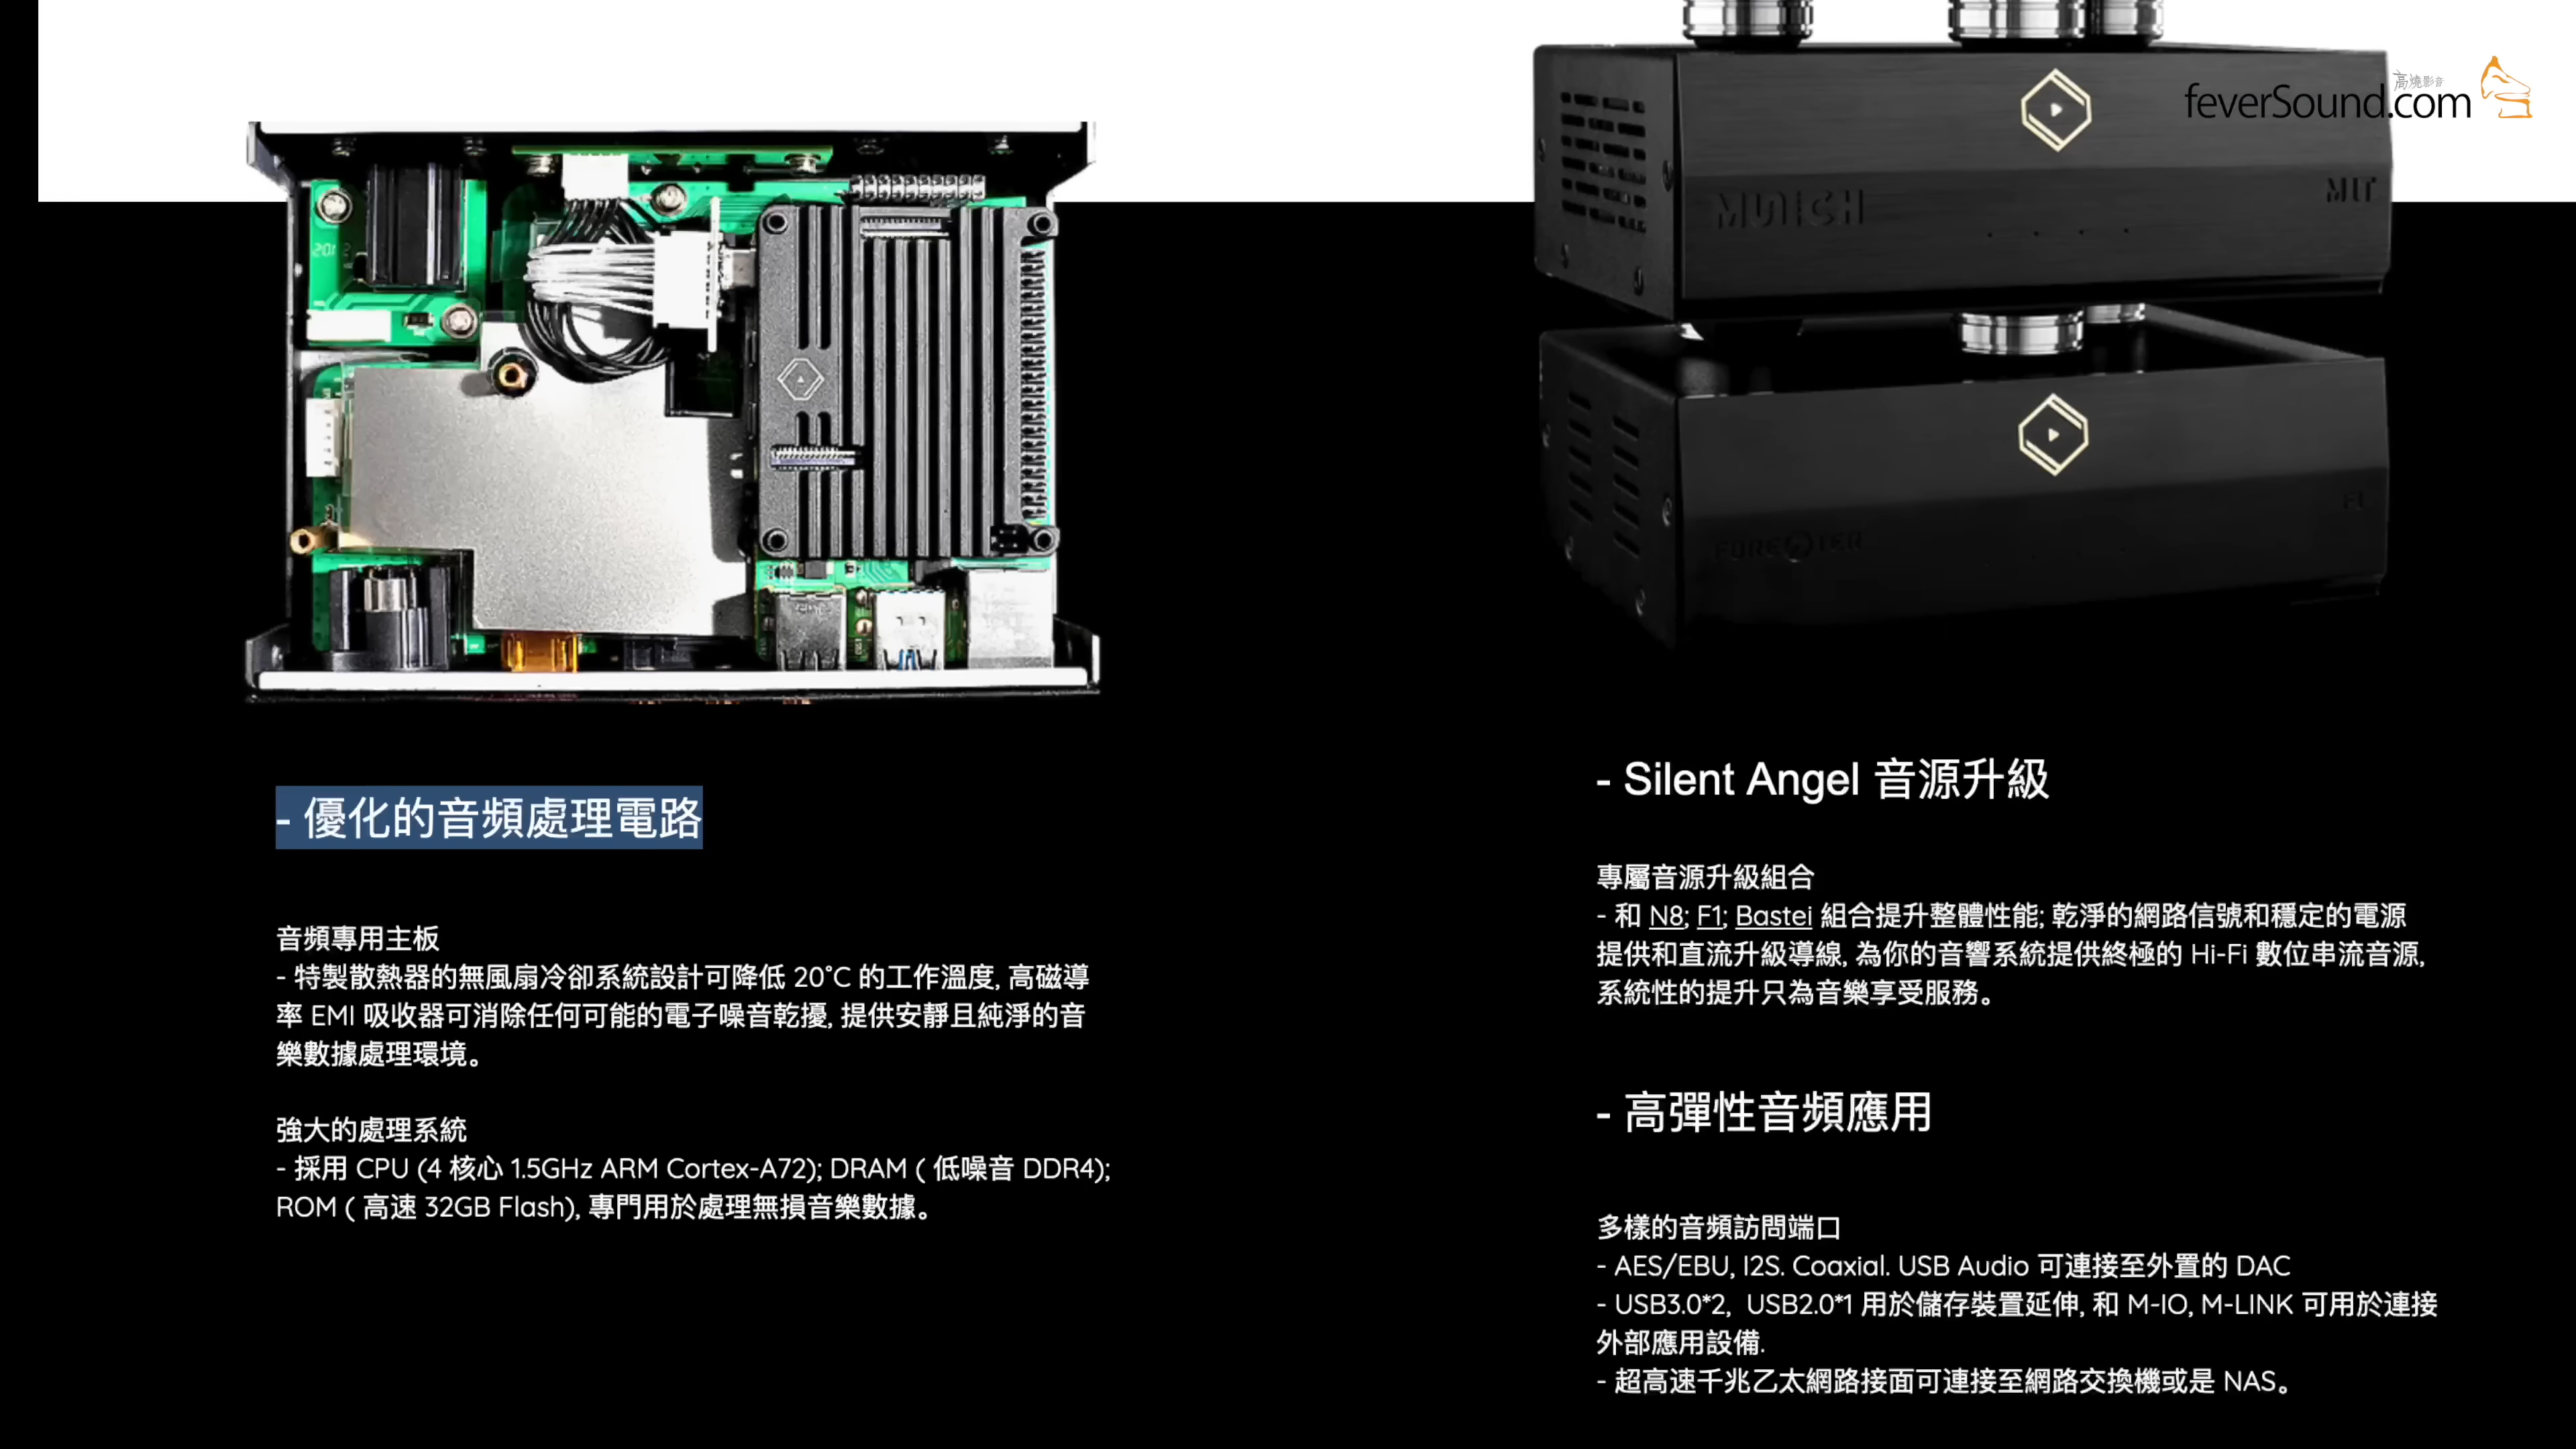 高燒影音
feverSound.com
MUNICH
M1T
F1
- 優化的音頻處理電路
音頻專用主板
- 特製散熱器的無風扇冷卻系統設計可降低 20°C 的工作溫度, 高磁導
率 EMI 吸收器可消除任何可能的電子噪音乾擾, 提供安靜且純淨的音
樂數據處理環境。
強大的處理系統
- 採用 CPU (4 核心 1.5GHz ARM Cortex-A72); DRAM ( 低噪音 DDR4);
ROM ( 高速 32GB Flash), 專門用於處理無損音樂數據。
- Silent Angel 音源升級
專屬音源升級組合
- 和 N8; F1; Bastei 組合提升整體性能; 乾淨的網路信號和穩定的電源
提供和直流升級導線, 為你的音響系統提供終極的 Hi-Fi 數位串流音源,
系統性的提升只為音樂享受服務。
- 高彈性音頻應用
多樣的音頻訪問端口
- AES/EBU, I2S. Coaxial. USB Audio 可連接至外置的 DAC
- USB3.0*2,  USB2.0*1 用於儲存裝置延伸, 和 M-IO, M-LINK 可用於連接
外部應用設備.
- 超高速千兆乙太網路接面可連接至網路交換機或是 NAS。